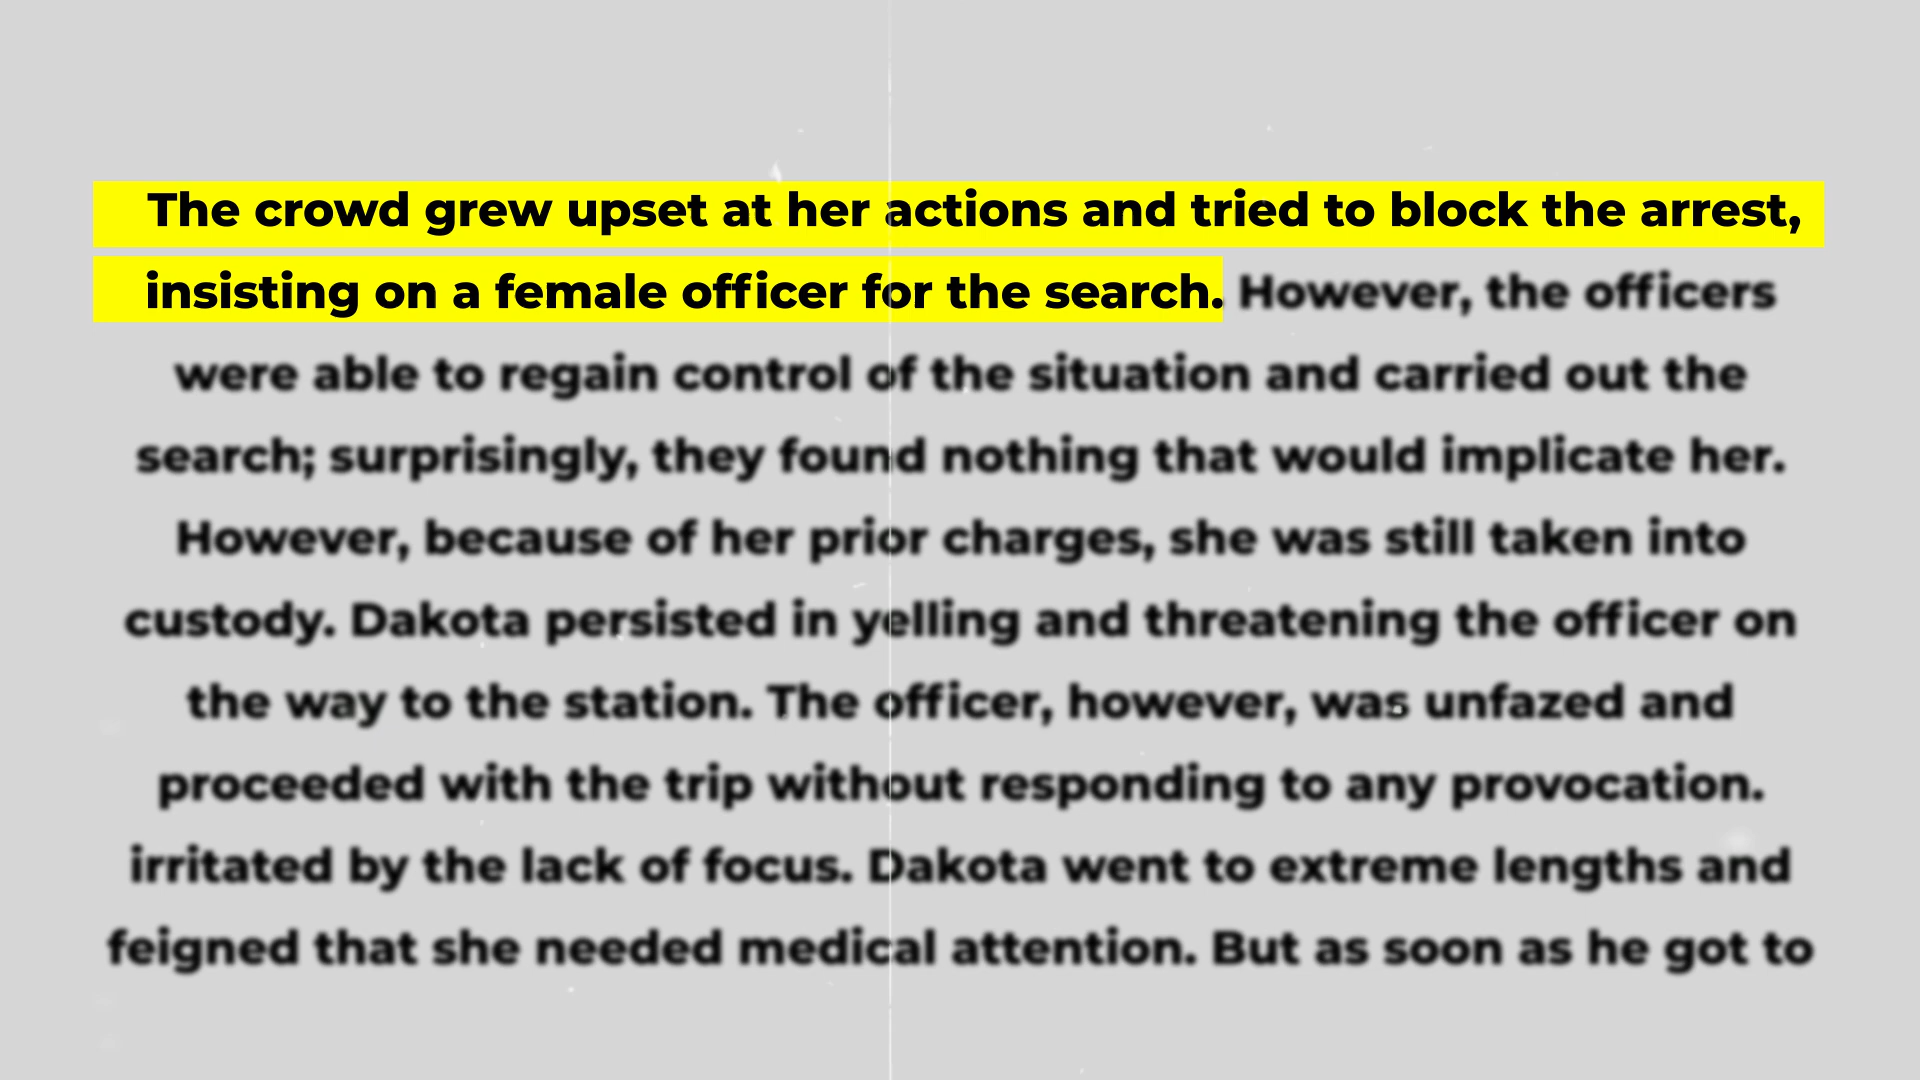 The crowd grew upset at her actions and tried to block the arrest,
insisting on a female officer for the search. However, the officers
were able to regain control of the situation and carried out the
search; surprisingly, they found nothing that would implicate her.
However, because of her prior charges, she was still taken into
custody. Dakota persisted in yelling and threatening the officer on
the way to the station. The officer, however, was unfazed and
proceeded with the trip without responding to any provocation.
irritated by the lack of focus. Dakota went to extreme lengths and
feigned that she needed medical attention. But as soon as he got to